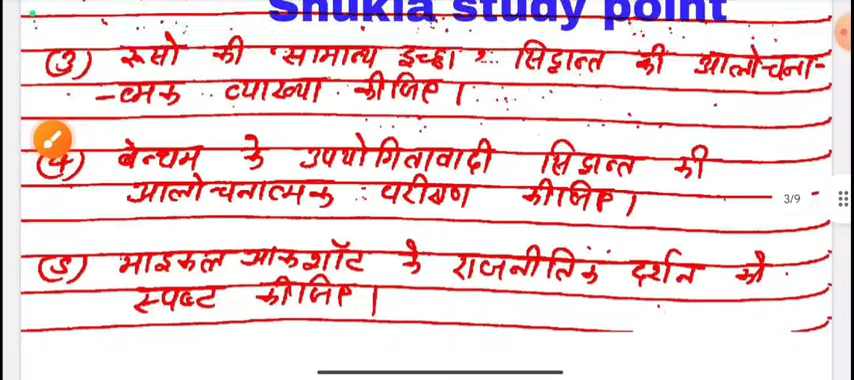 Shukla study point
(3) रूसो की 'सामान्य इच्छा' सिद्धान्त की आलोचना-
-त्मक व्याख्या कीजिए।
(4) बेन्थम के उपयोगितावादी सिद्धान्त की
आलोचनात्मक परीक्षण कीजिए।
3/9
(5) माइकल ओकशॉट के राजनीतिक दर्शन को
स्पष्ट कीजिए।